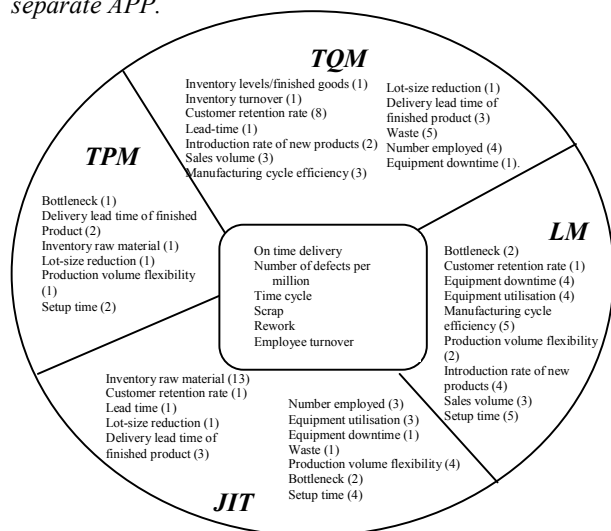 separate APP.
TQM
Inventory levels/finished goods (1)
Inventory turnover (1)
Customer retention rate (8)
Lead-time (1)
Introduction rate of new products (2)
Sales volume (3)
Manufacturing cycle efficiency (3)
Lot-size reduction (1)
Delivery lead time of
finished product (3)
Waste (5)
Number employed (4)
Equipment downtime (1).
TPM
Bottleneck (1)
Delivery lead time of finished
Product (2)
Inventory raw material (1)
Lot-size reduction (1)
Production volume flexibility
(1)
Setup time (2)
On time delivery
Number of defects per
million
Time cycle
Scrap
Rework
Employee turnover
LM
Bottleneck (2)
Customer retention rate (1)
Equipment downtime (4)
Equipment utilisation (4)
Manufacturing cycle
efficiency (5)
Production volume flexibility
(2)
Introduction rate of new
products (4)
Sales volume (3)
Setup time (5)
Inventory raw material (13)
Customer retention rate (1)
Lead time (1)
Lot-size reduction (1)
Delivery lead time of
finished product (3)
Number employed (3)
Equipment utilisation (3)
Equipment downtime (1)
Waste (1)
Production volume flexibility (4)
Bottleneck (2)
Setup time (4)
JIT